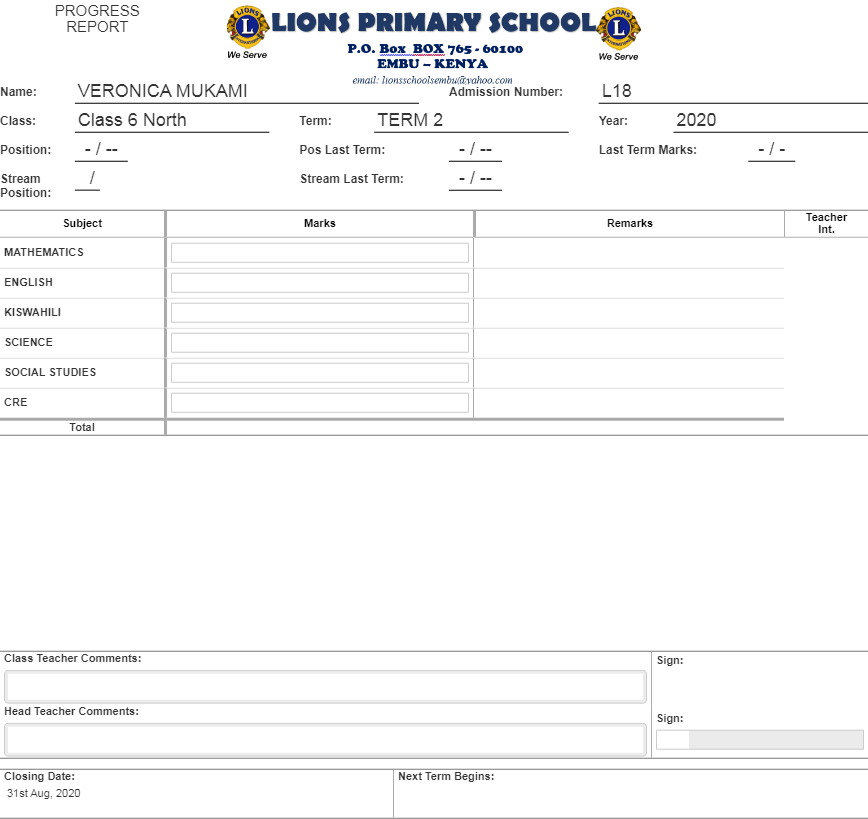 PROGRESS
REPORT
LIONS
L
INTERNATIONAL
We Serve
LIONS PRIMARY SCHOOL
LIONS
L
INTERNATIONAL
We Serve
P.O. Box BOX 765 - 60100
EMBU – KENYA
email: lionsschoolsembu@yahoo.com
Name: VERONICA MUKAMI Admission Number: L18
Class: Class 6 North Term: TERM 2 Year: 2020
Position: - / -- Pos Last Term: - / -- Last Term Marks: - / -
Stream Position: / Stream Last Term: - / --
Subject Marks Remarks Teacher Int.
MATHEMATICS
ENGLISH
KISWAHILI
SCIENCE
SOCIAL STUDIES
CRE
Total
Class Teacher Comments: Sign:
Head Teacher Comments: Sign:
Closing Date: Next Term Begins:
31st Aug, 2020